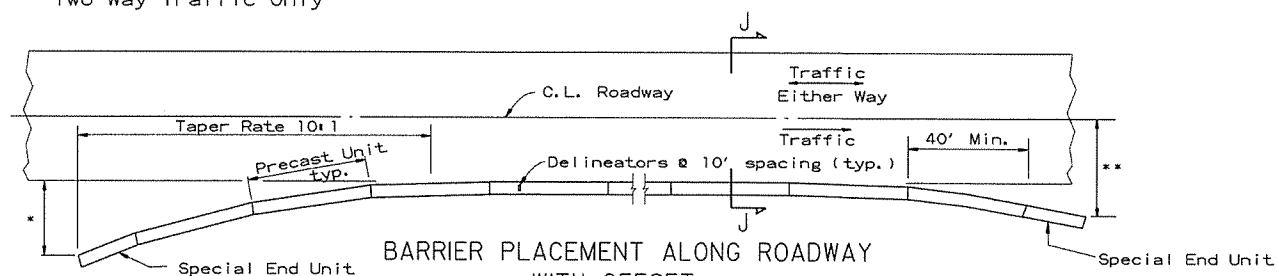 Two Way Traffic Only
J
Traffic
Either Way
C.L. Roadway
Taper Rate 10:1
Traffic
40' Min.
Precast Unit
typ.
Delineators @ 10' spacing (typ.)
*
**
J
BARRIER PLACEMENT ALONG ROADWAY
WITH OFFSET
Special End Unit
Special End Unit